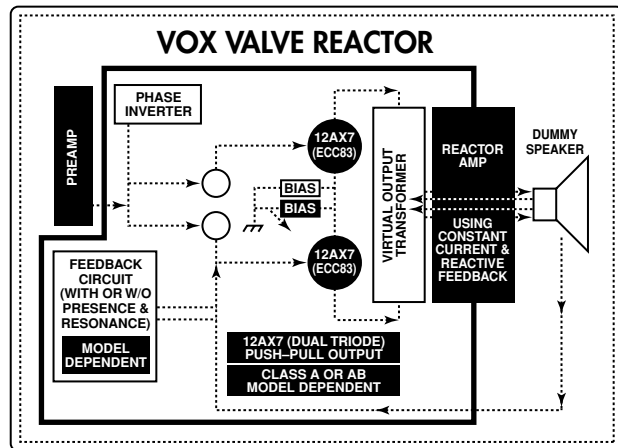 VOX VALVE REACTOR
PREAMP
PHASE
INVERTER
12AX7
(ECC83)
BIAS
BIAS
12AX7
(ECC83)
VIRTUAL OUTPUT
TRANSFORMER
REACTOR
AMP
USING
CONSTANT
CURRENT &
REACTIVE
FEEDBACK
DUMMY
SPEAKER
FEEDBACK
CIRCUIT
(WITH OR W/O
PRESENCE &
RESONANCE)
MODEL
DEPENDENT
12AX7 (DUAL TRIODE)
PUSH–PULL OUTPUT
CLASS A OR AB
MODEL DEPENDENT